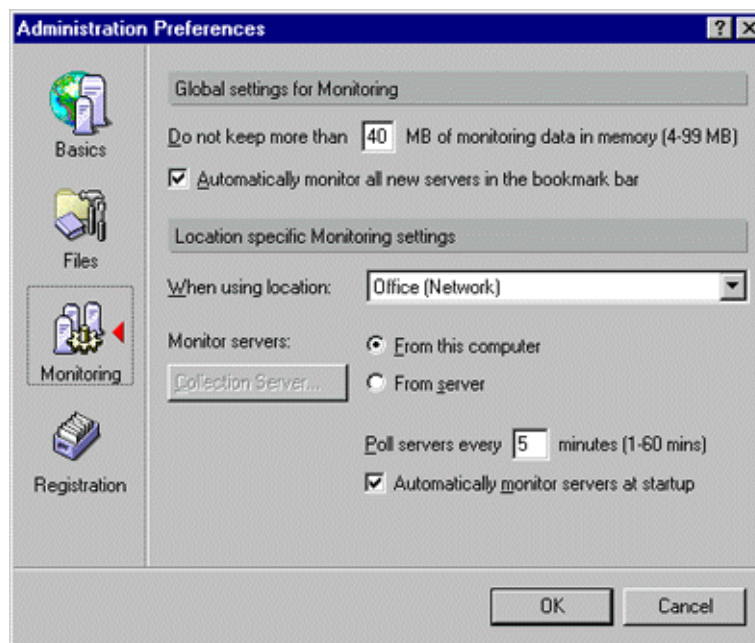 Administration Preferences
Basics
Files
Monitoring
Registration
Global settings for Monitoring
Do not keep more than 40 MB of monitoring data in memory (4-99 MB)
Automatically monitor all new servers in the bookmark bar
Location specific Monitoring settings
When using location: Office (Network)
Monitor servers: From this computer
Collection Server... From server
Poll servers every 5 minutes (1-60 mins)
Automatically monitor servers at startup
OK Cancel